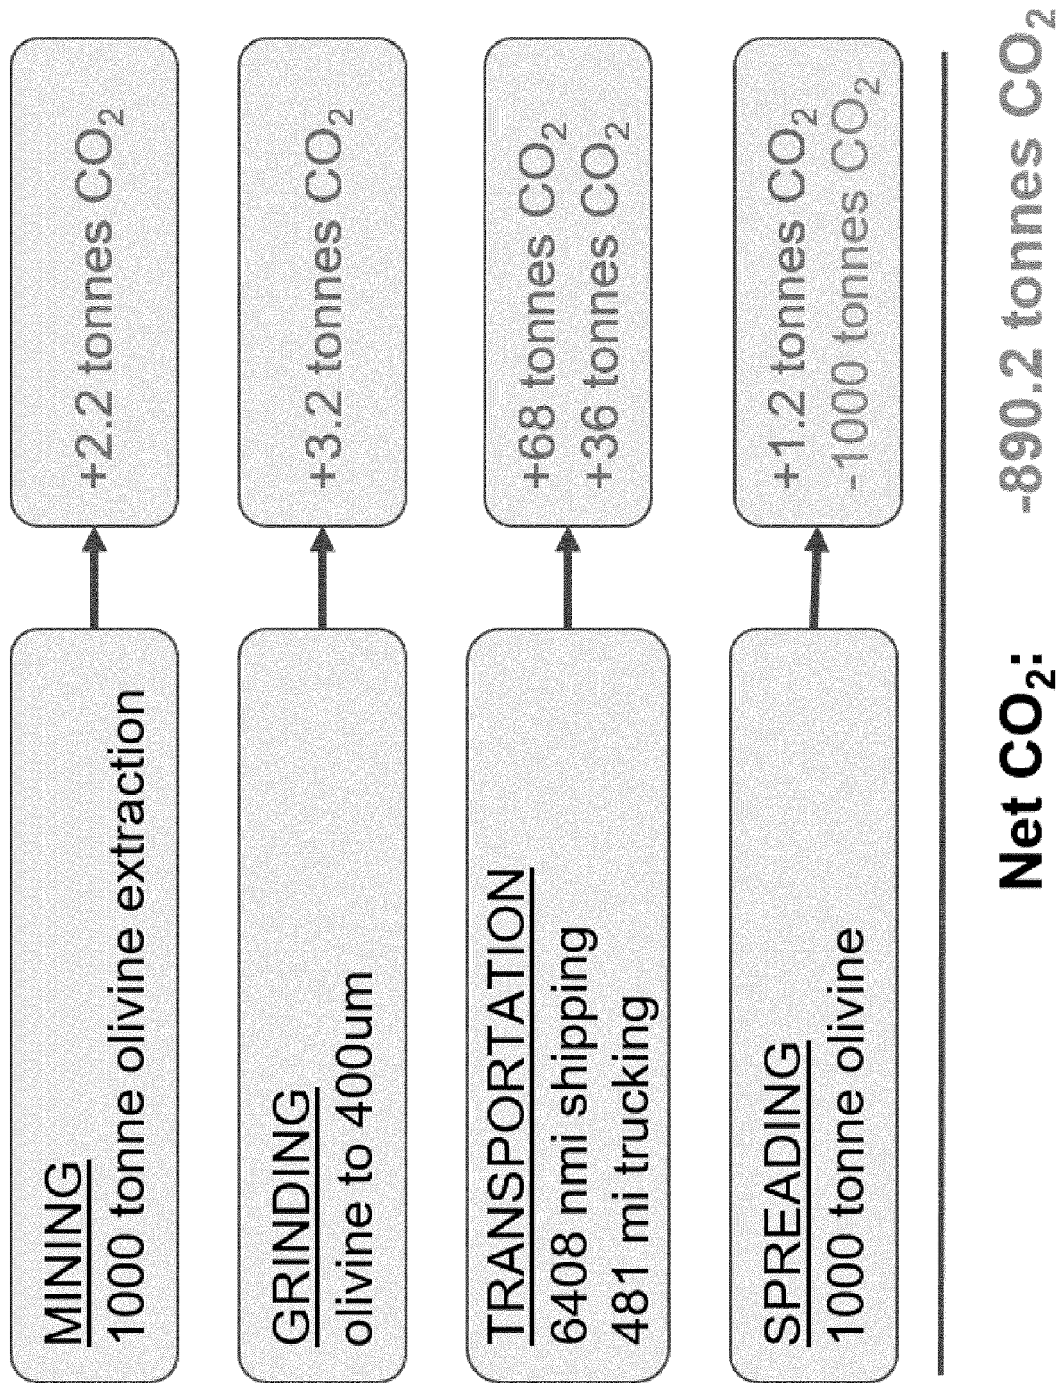 MINING
1000 tonne olivine extraction
+2.2 tonnes CO₂
GRINDING
olivine to 400um
+3.2 tonnes CO₂
TRANSPORTATION
6408 nmi shipping
481 mi trucking
+68 tonnes CO₂
+36 tonnes CO₂
SPREADING
1000 tonne olivine
+1.2 tonnes CO₂
-1000 tonnes CO₂
Net CO₂: -890.2 tonnes CO₂